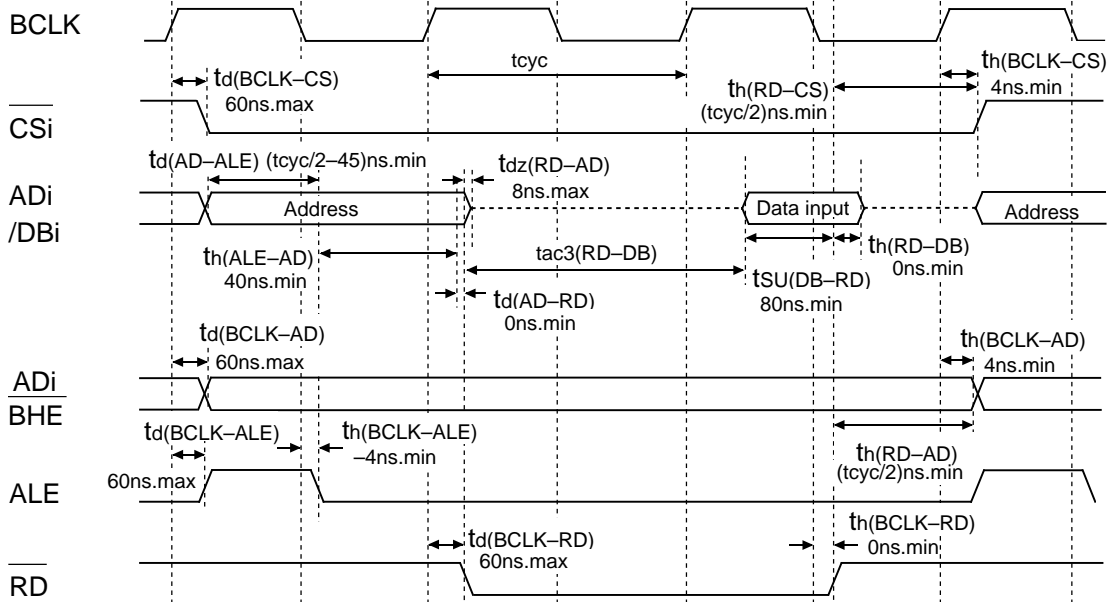 BCLK
td(BCLK–CS)
60ns.max
tcyc
th(RD–CS)
(tcyc/2)ns.min
th(BCLK–CS)
4ns.min
CSi
td(AD–ALE) (tcyc/2–45)ns.min
tdz(RD–AD)
8ns.max
ADi
/DBi
Address
Data input
Address
th(ALE–AD)
40ns.min
tac3(RD–DB)
th(RD–DB)
0ns.min
tSU(DB–RD)
80ns.min
td(AD–RD)
0ns.min
td(BCLK–AD)
60ns.max
th(BCLK–AD)
4ns.min
ADi
BHE
td(BCLK–ALE)
60ns.max
th(BCLK–ALE)
–4ns.min
th(RD–AD)
(tcyc/2)ns.min
ALE
td(BCLK–RD)
60ns.max
th(BCLK–RD)
0ns.min
RD